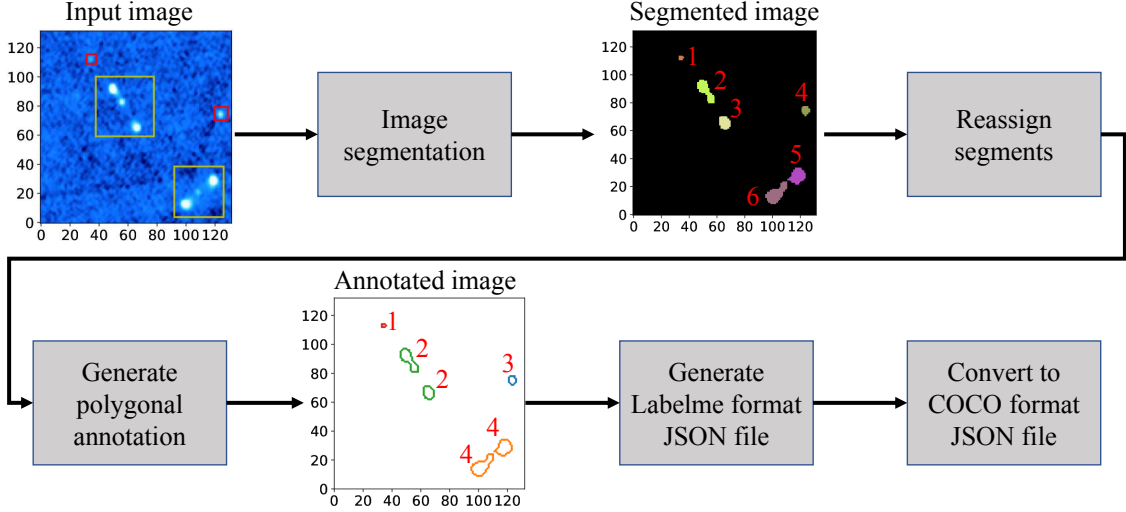 Input image
120
100
80
60
40
20
0
0 20 40 60 80 100 120
Image
segmentation
Segmented image
120
100
80
60
40
20
0
0 20 40 60 80 100 120
1
2
3
4
5
6
Reassign
segments
Generate
polygonal
annotation
Annotated image
120
100
80
60
40
20
0
0 20 40 60 80 100 120
1
2
2
3
4
4
Generate
Labelme format
JSON file
Convert to
COCO format
JSON file